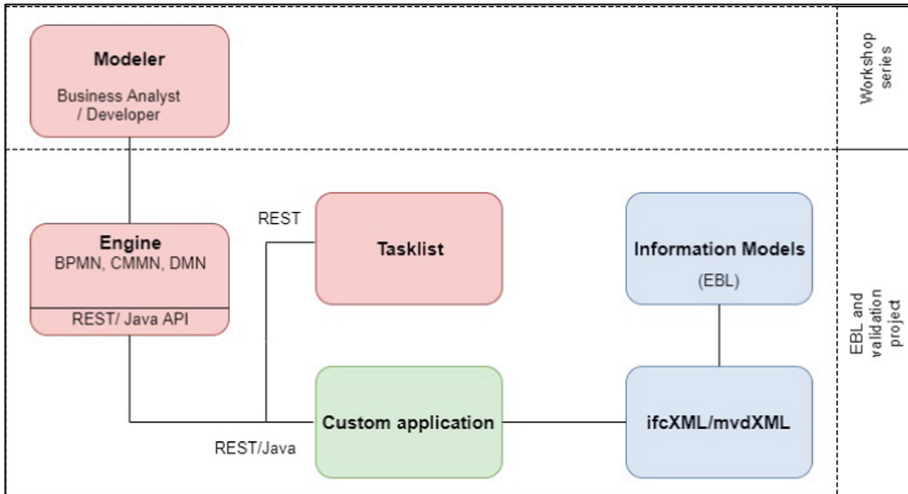 Modeler
Business Analyst
/ Developer
Workshop
series
Engine
BPMN, CMMN, DMN
REST/ Java API
REST
Tasklist
Information Models
(EBL)
EBL and
validation
project
REST/Java
Custom application
ifcXML/mvdXML